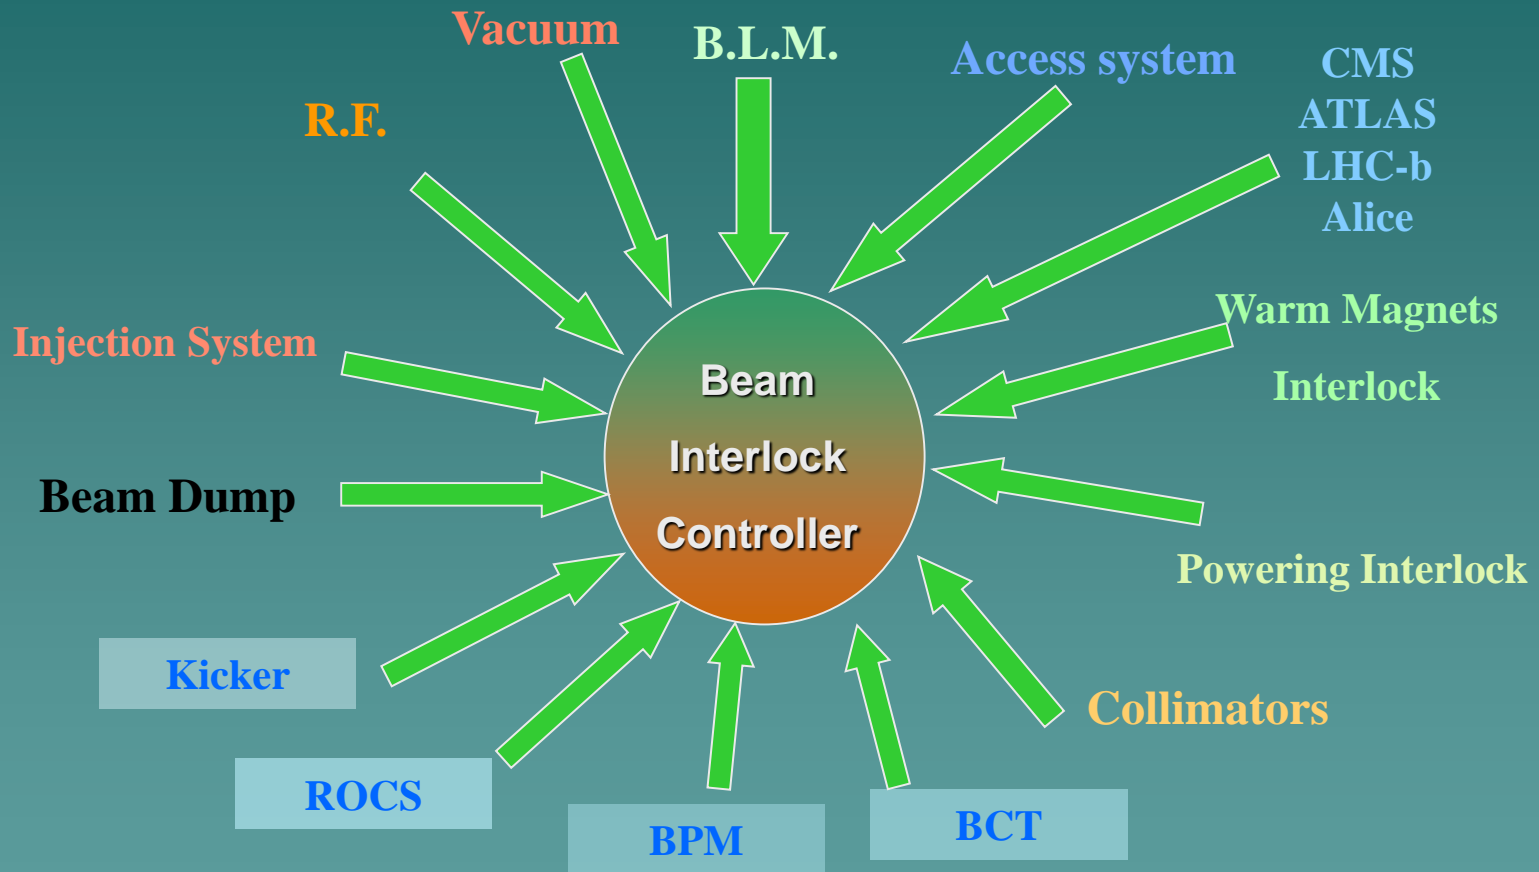 Vacuum
B.L.M.
Access system
CMS
ATLAS
LHC-b
Alice
R.F.
Warm Magnets
Interlock
Injection System
Beam
Interlock
Controller
Beam Dump
Powering Interlock
Kicker
Collimators
ROCS
BPM
BCT